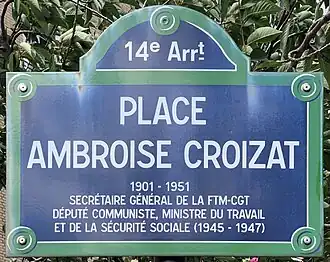 14e Arrt
PLACE
AMBROISE CROIZAT
1901 - 1951
SECRÉTAIRE GÉNÉRAL DE LA FTM-CGT
DÉPUTÉ COMMUNISTE, MINISTRE DU TRAVAIL
ET DE LA SÉCURITÉ SOCIALE (1945 - 1947)